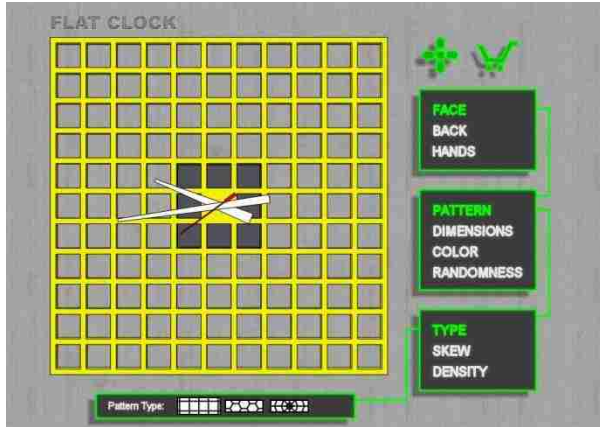 FLAT CLOCK
FACE
BACK
HANDS
PATTERN
DIMENSIONS
COLOR
RANDOMNESS
TYPE
SKEW
DENSITY
Pattern Type: